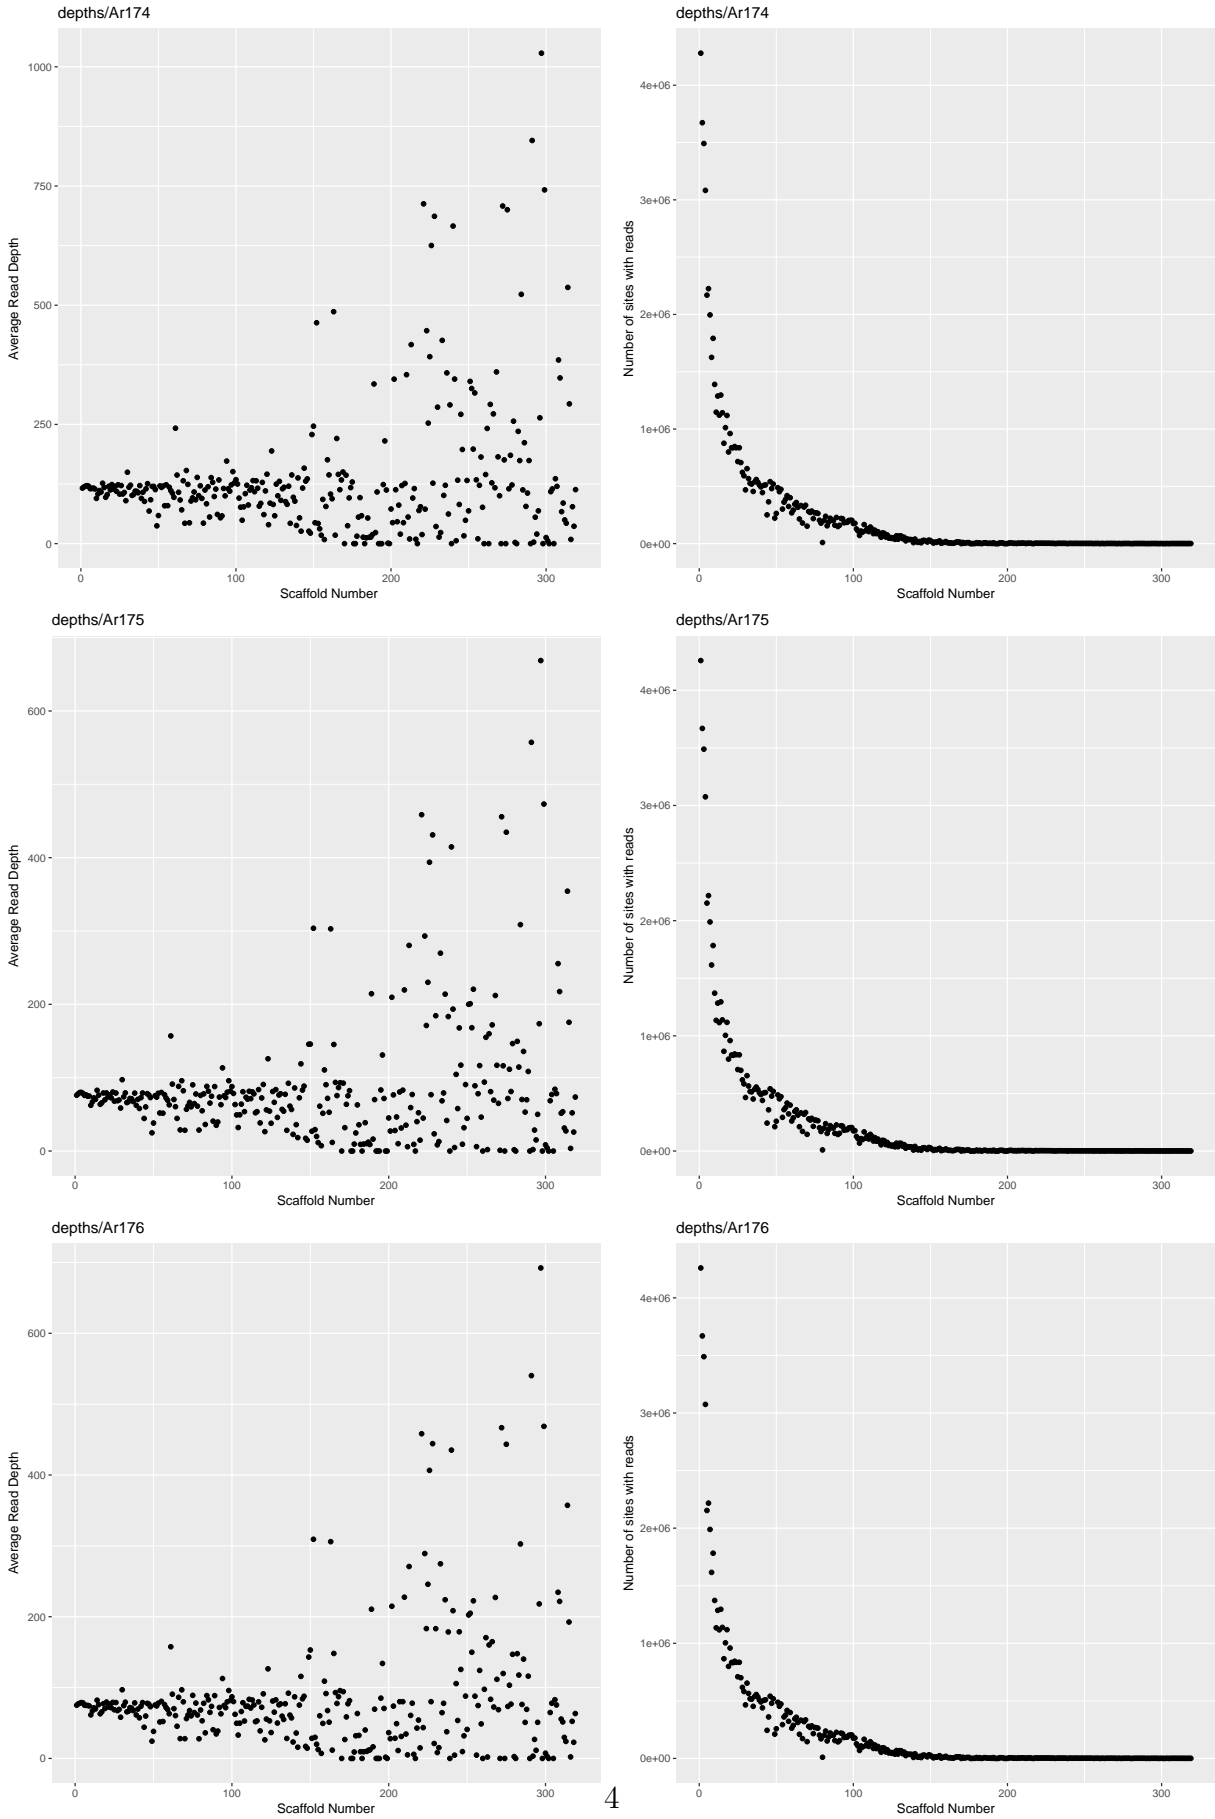 depths/Ar174
depths/Ar174
Average Read Depth
1000
750
500
250
0
0 100 200 300
Scaffold Number
Number of sites with reads
4e+06
3e+06
2e+06
1e+06
0e+00
0 100 200 300
Scaffold Number
depths/Ar175
depths/Ar175
Average Read Depth
600
400
200
0
0 100 200 300
Scaffold Number
Number of sites with reads
4e+06
3e+06
2e+06
1e+06
0e+00
0 100 200 300
Scaffold Number
depths/Ar176
depths/Ar176
Average Read Depth
600
400
200
0
0 100 200 300
Scaffold Number
Number of sites with reads
4e+06
3e+06
2e+06
1e+06
0e+00
0 100 200 300
Scaffold Number
4